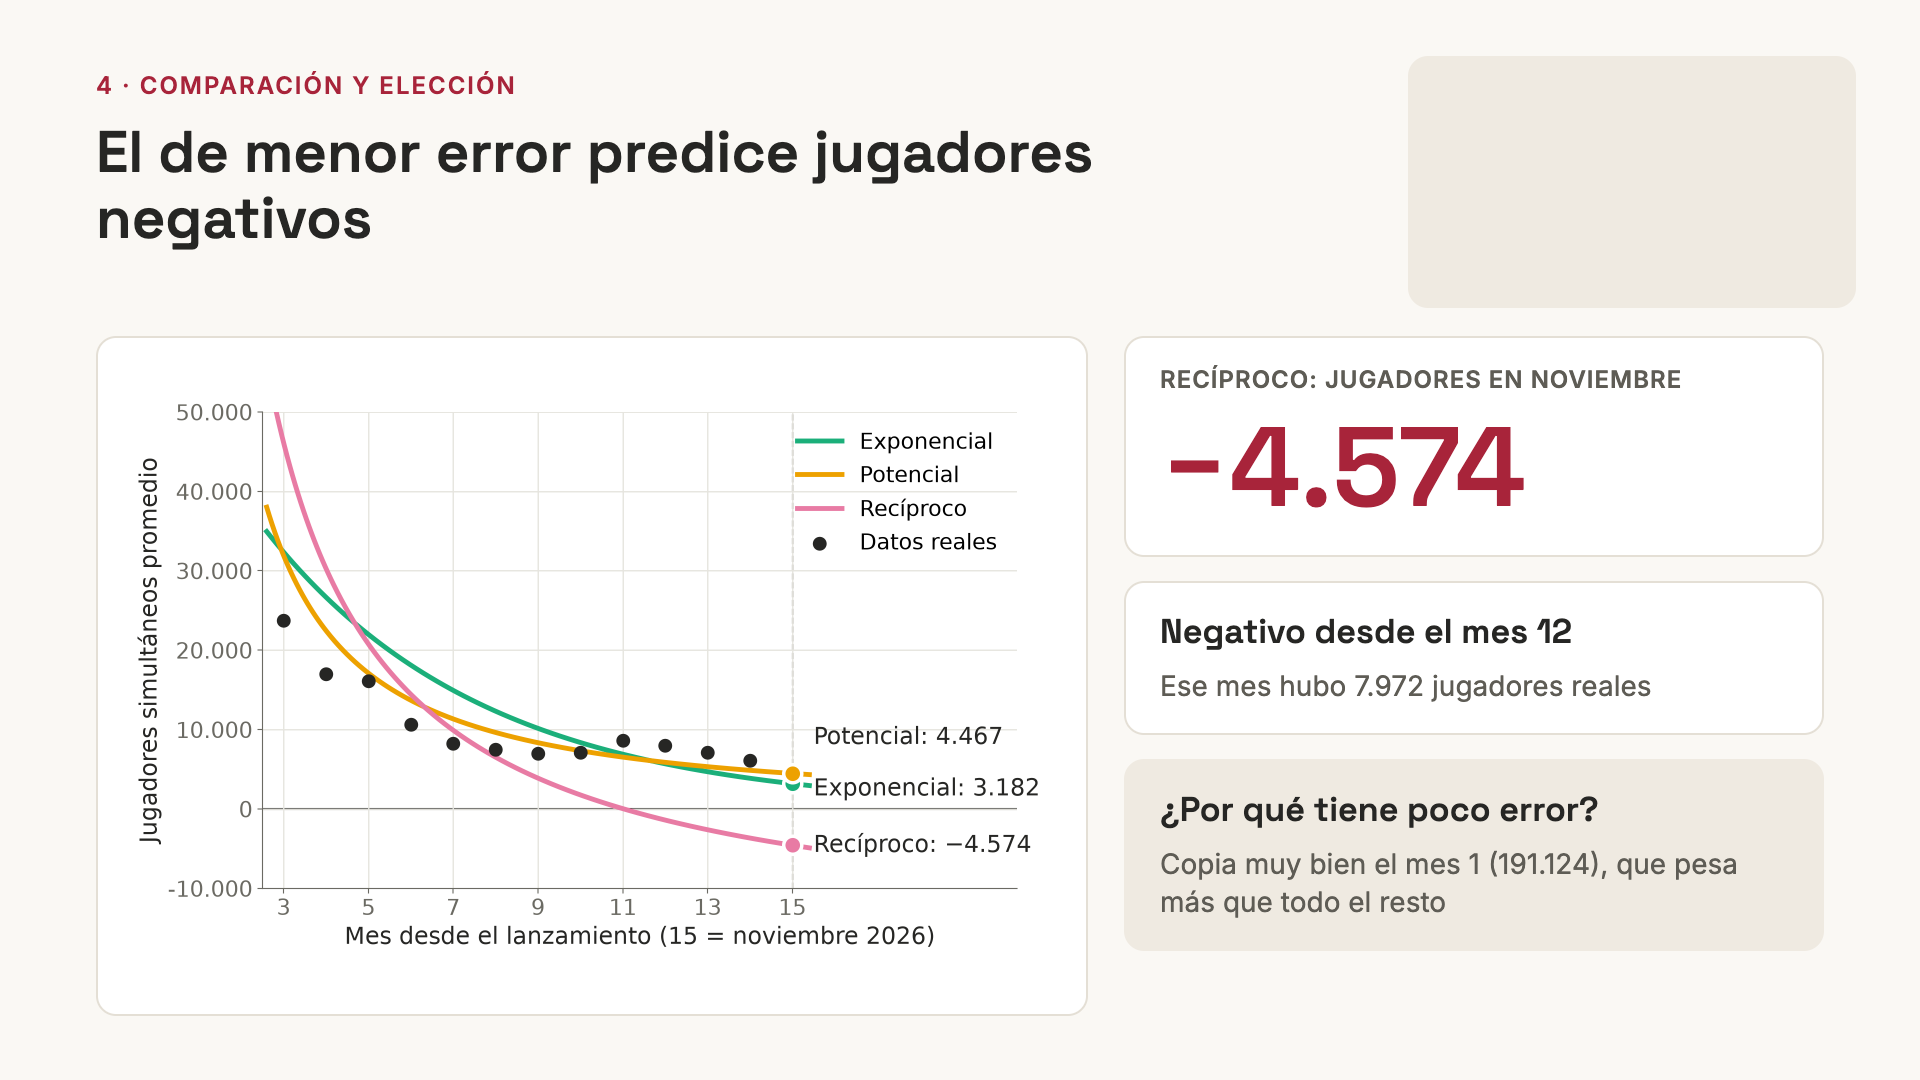 4 · COMPARACIÓN Y ELECCIÓN
El de menor error predice jugadores
negativos
Jugadores simultáneos promedio
50.000
40.000
30.000
20.000
10.000
0
-10.000
Exponencial
Potencial
Recíproco
Datos reales
Potencial: 4.467
Exponencial: 3.182
Recíproco: −4.574
3 5 7 9 11 13 15
Mes desde el lanzamiento (15 = noviembre 2026)
RECÍPROCO: JUGADORES EN NOVIEMBRE
−4.574
Negativo desde el mes 12
Ese mes hubo 7.972 jugadores reales
¿Por qué tiene poco error?
Copia muy bien el mes 1 (191.124), que pesa
más que todo el resto